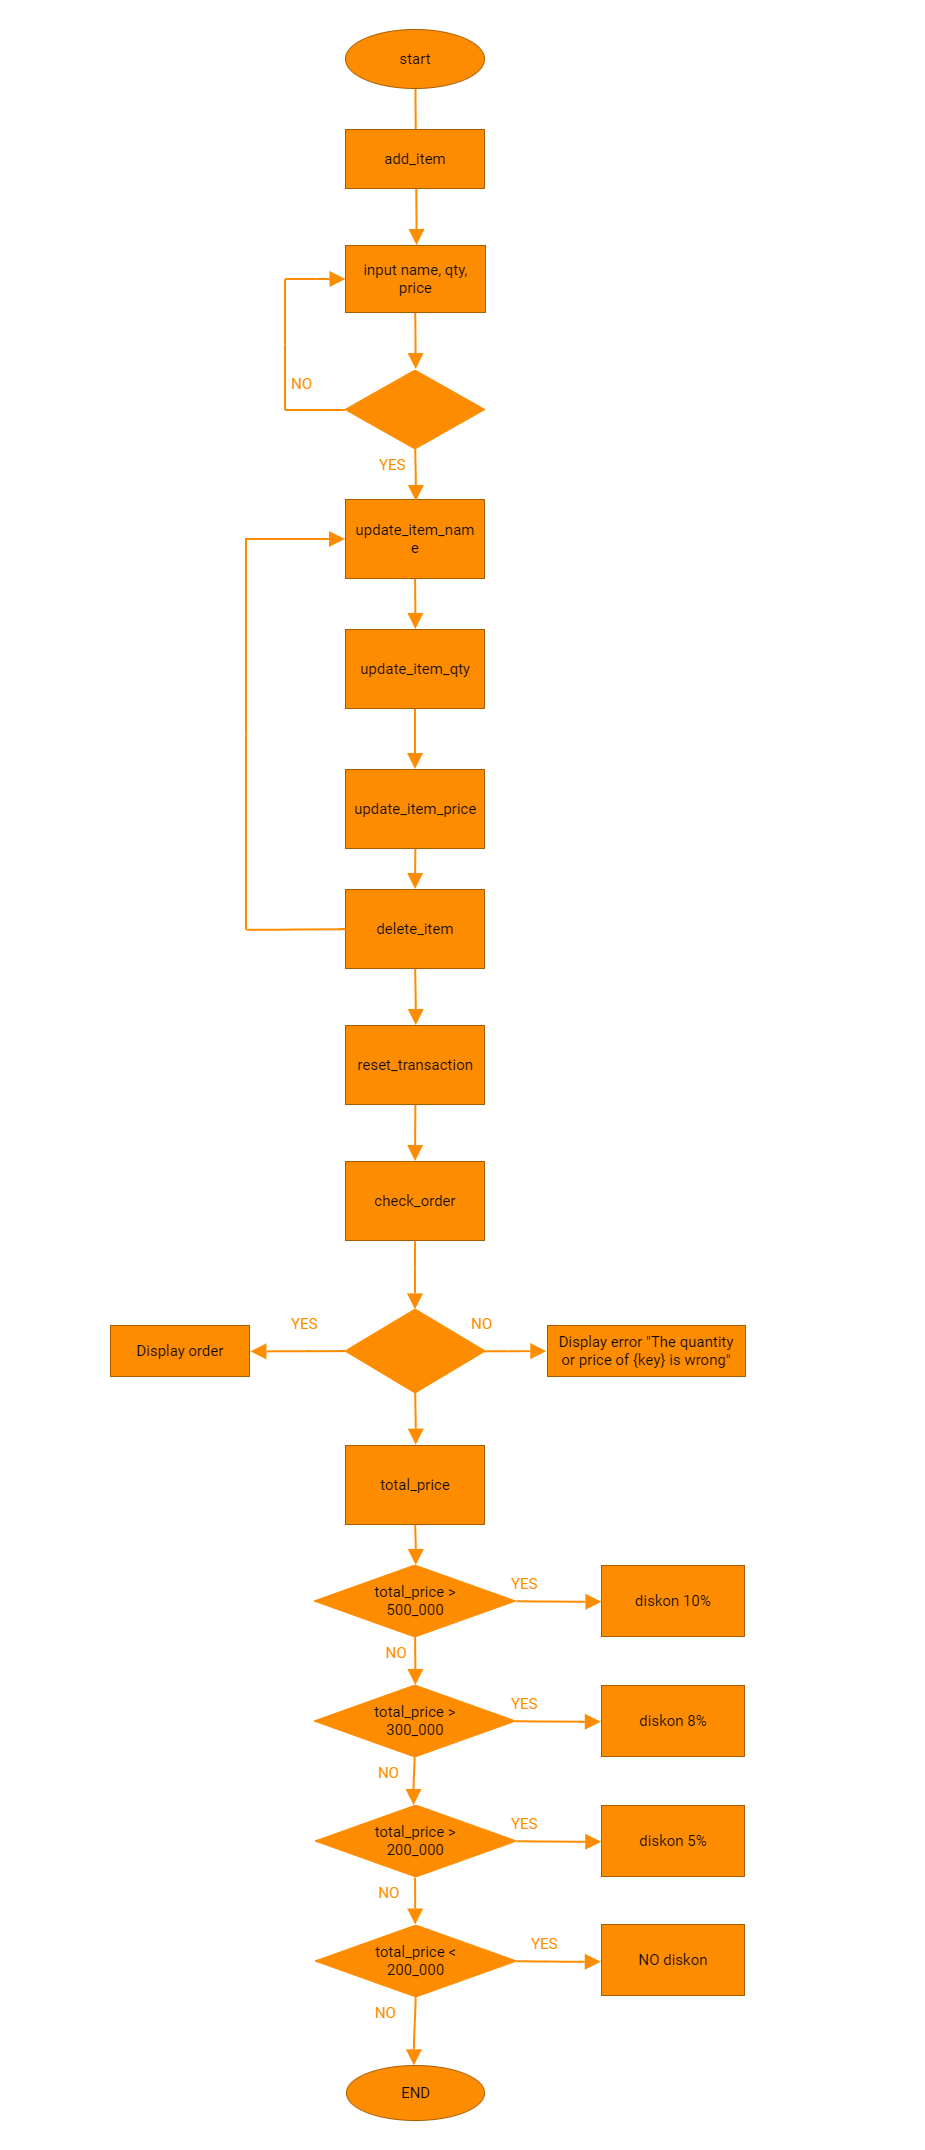 start
add_item
input name, qty,
price
NO
YES
update_item_nam
e
update_item_qty
update_item_price
delete_item
reset_transaction
check_order
YES
NO
Display order
Display error "The quantity
or price of {key} is wrong"
total_price
total_price >
500_000
YES
diskon 10%
NO
total_price >
300_000
YES
diskon 8%
NO
total_price >
200_000
YES
diskon 5%
NO
total_price <
200_000
YES
NO diskon
NO
END